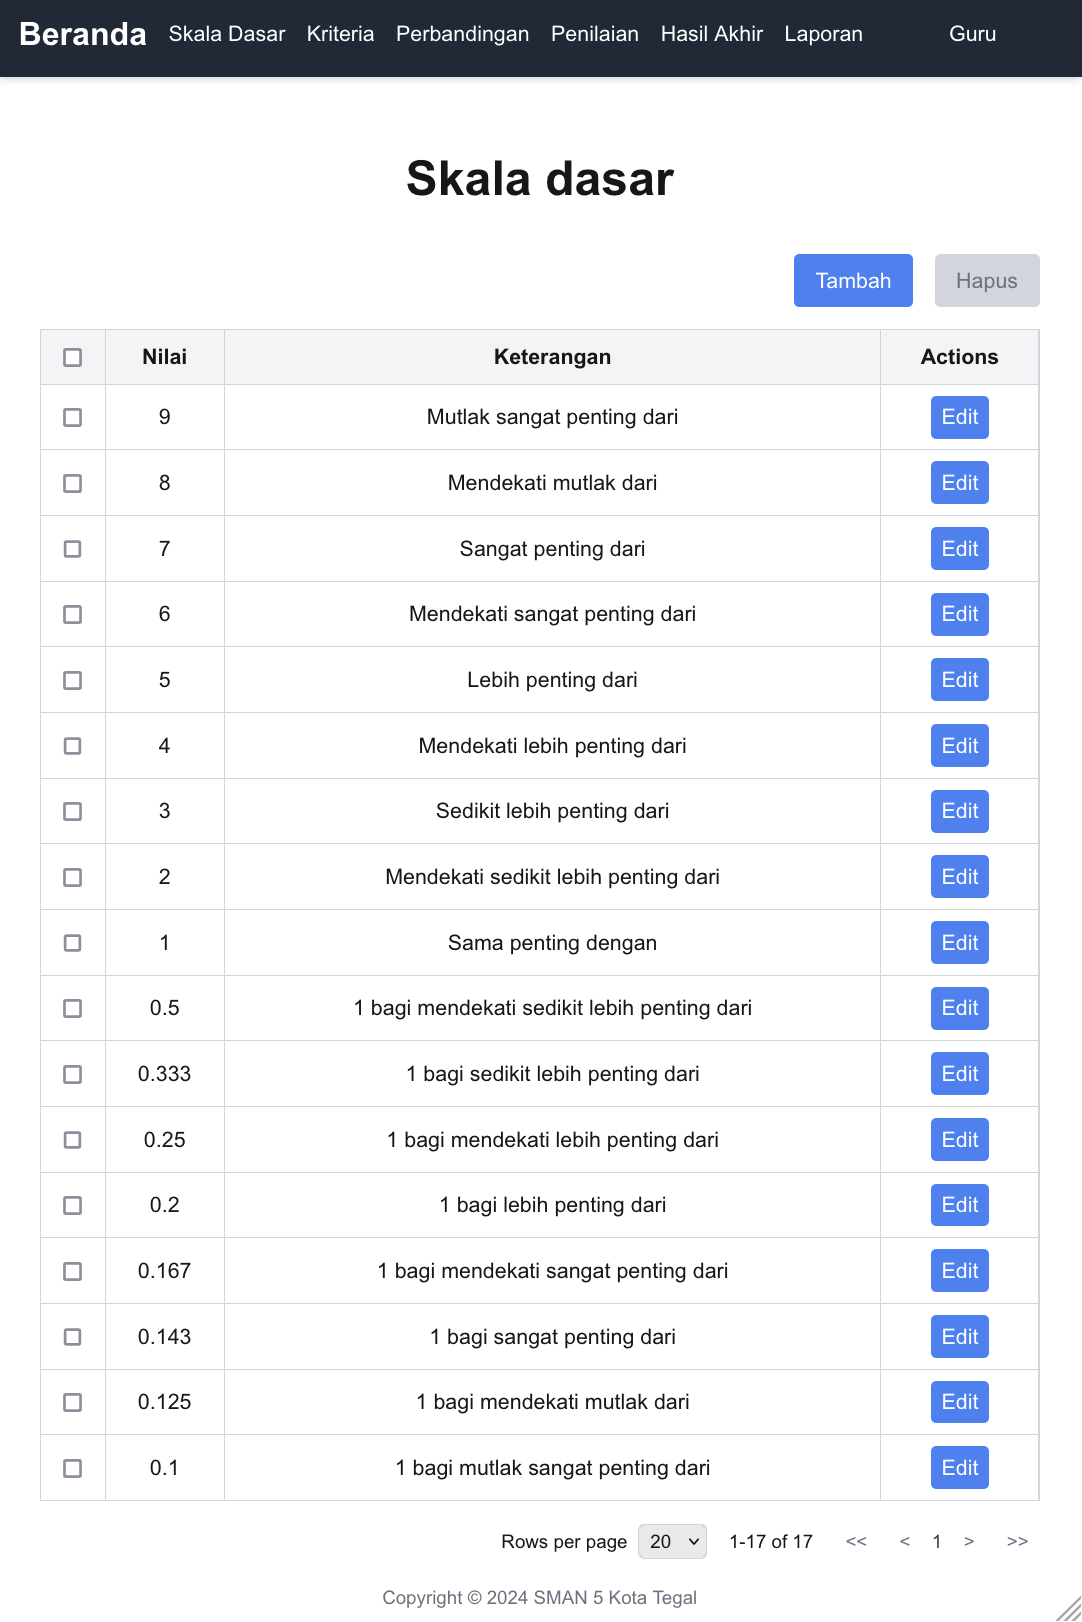 Beranda Skala Dasar Kriteria Perbandingan Penilaian Hasil Akhir Laporan Guru
Skala dasar
Tambah Hapus
Nilai Keterangan Actions
9 Mutlak sangat penting dari Edit
8 Mendekati mutlak dari Edit
7 Sangat penting dari Edit
6 Mendekati sangat penting dari Edit
5 Lebih penting dari Edit
4 Mendekati lebih penting dari Edit
3 Sedikit lebih penting dari Edit
2 Mendekati sedikit lebih penting dari Edit
1 Sama penting dengan Edit
0.5 1 bagi mendekati sedikit lebih penting dari Edit
0.333 1 bagi sedikit lebih penting dari Edit
0.25 1 bagi mendekati lebih penting dari Edit
0.2 1 bagi lebih penting dari Edit
0.167 1 bagi mendekati sangat penting dari Edit
0.143 1 bagi sangat penting dari Edit
0.125 1 bagi mendekati mutlak dari Edit
0.1 1 bagi mutlak sangat penting dari Edit
Rows per page 20 1-17 of 17 << < 1 > >>
Copyright © 2024 SMAN 5 Kota Tegal